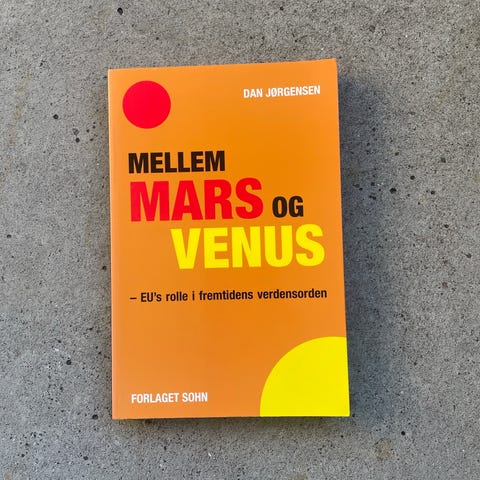 DAN JØRGENSEN
MELLEM
MARS OG
VENUS
– EU's rolle i fremtidens verdensorden
FORLAGET SOHN